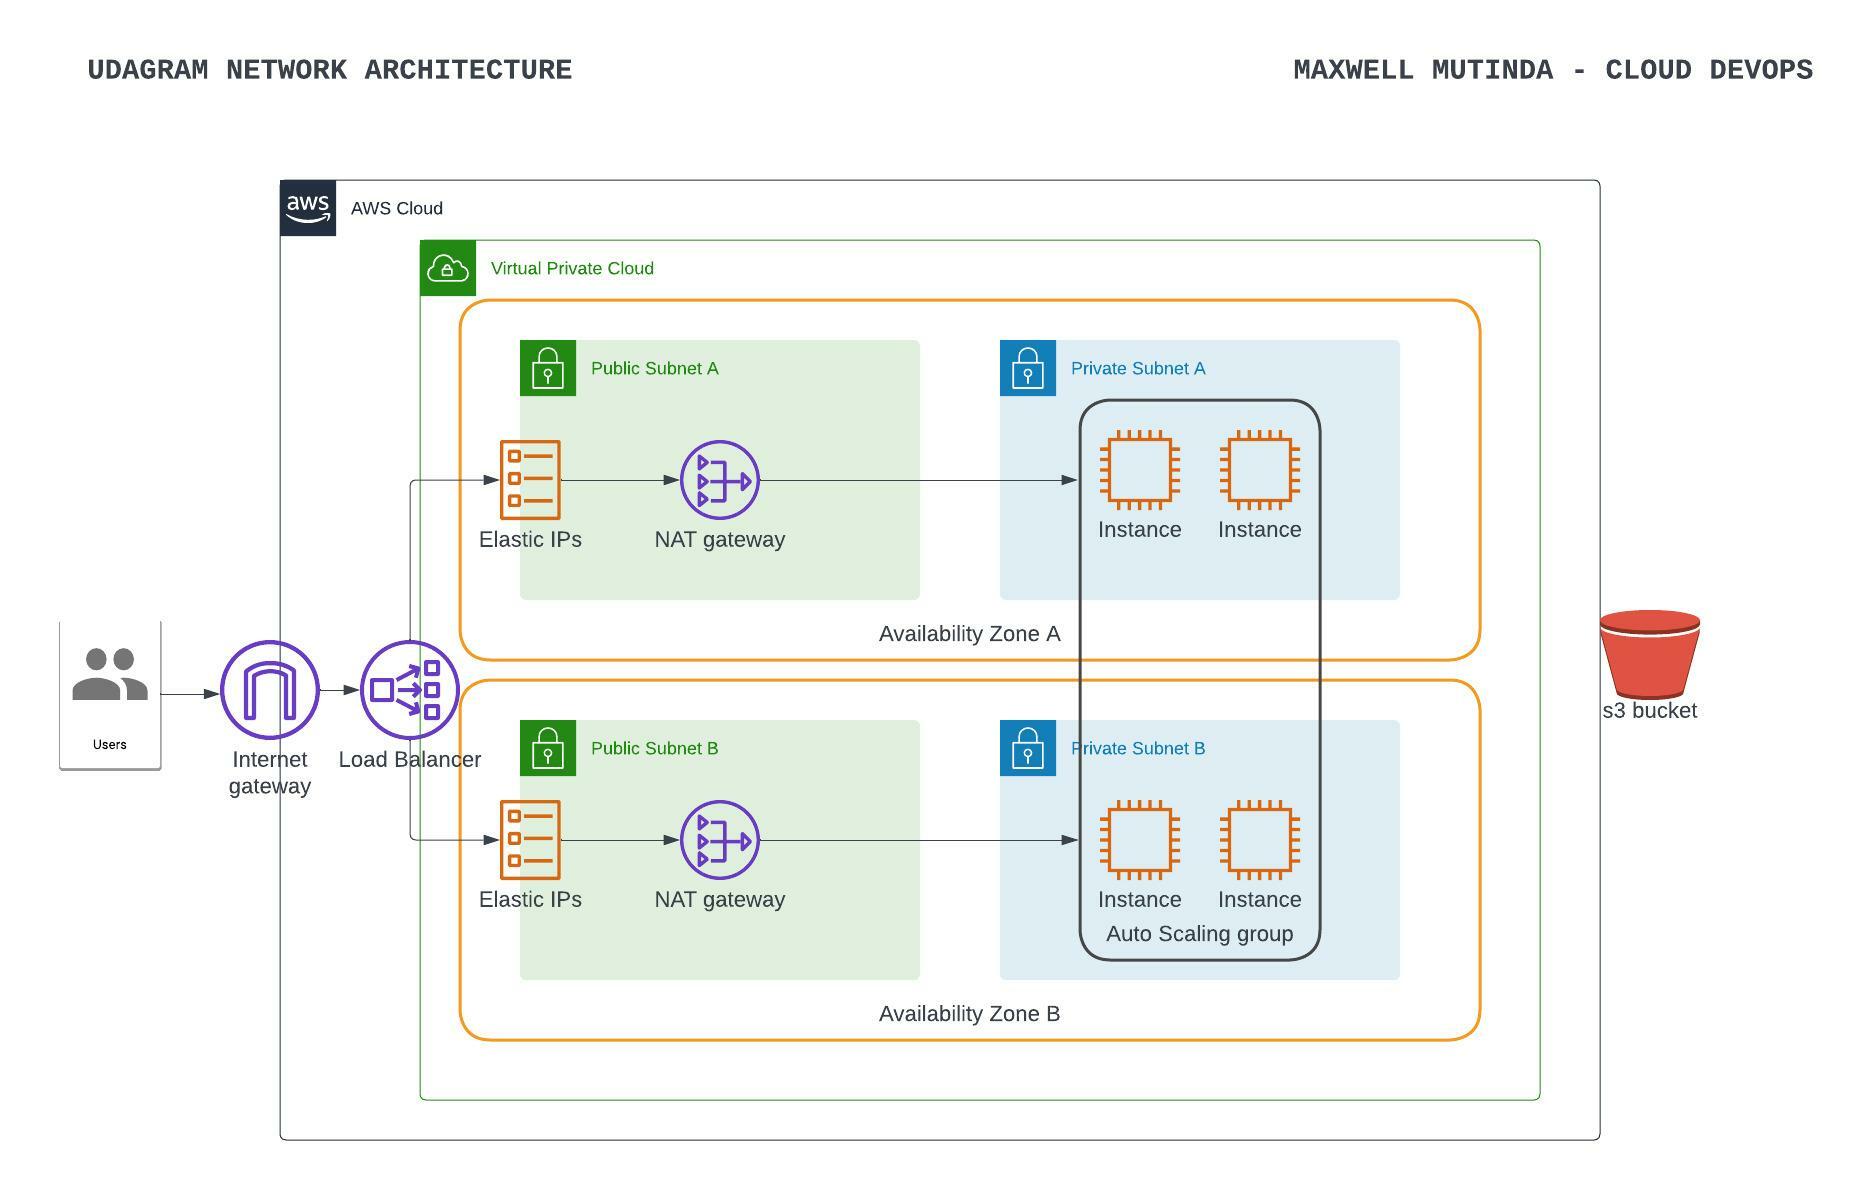 UDAGRAM NETWORK ARCHITECTURE
MAXWELL MUTINDA - CLOUD DEVOPS
aws
AWS Cloud
Virtual Private Cloud
Public Subnet A
Private Subnet A
Elastic IPs
NAT gateway
Instance
Instance
Availability Zone A
Users
Internet
gateway
Load Balancer
s3 bucket
Public Subnet B
Private Subnet B
Elastic IPs
NAT gateway
Instance
Instance
Auto Scaling group
Availability Zone B